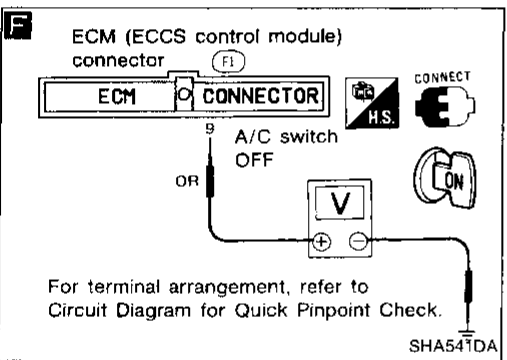 F
ECM (ECCS control module)
connector F1
ECM CONNECTOR
H.S.
CONNECT
9
A/C switch
OFF
ON
OR
V
+ −
For terminal arrangement, refer to
Circuit Diagram for Quick Pinpoint Check.
SHA541DA